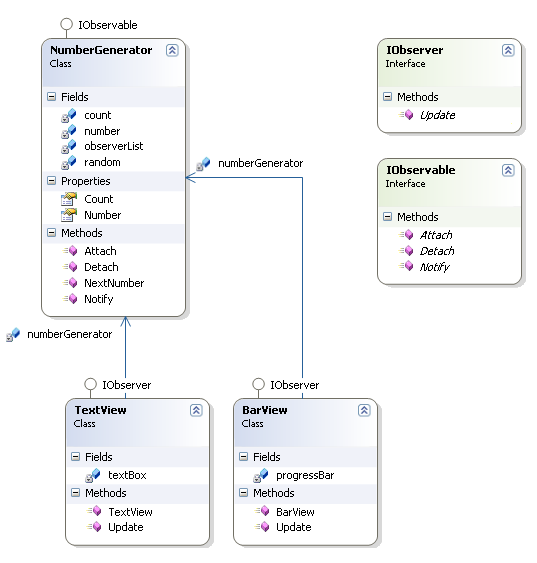 IObservable
NumberGenerator
Class
Fields
count
number
observerList
random
Properties
Count
Number
Methods
Attach
Detach
NextNumber
Notify
IObserver
Interface
Methods
Update
IObservable
Interface
Methods
Attach
Detach
Notify
numberGenerator
numberGenerator
IObserver
TextView
Class
Fields
textBox
Methods
TextView
Update
IObserver
BarView
Class
Fields
progressBar
Methods
BarView
Update